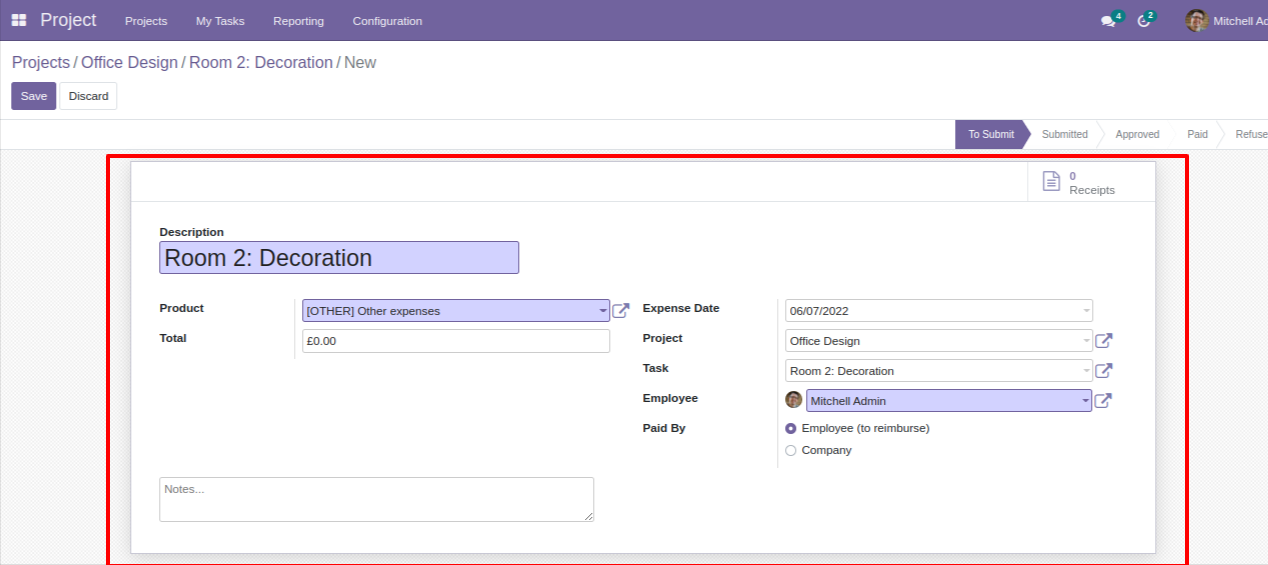 Project Projects My Tasks Reporting Configuration 4 2 Mitchell Ad
Projects / Office Design / Room 2: Decoration / New
Save Discard
To Submit Submitted Approved Paid Refuse
0
Receipts
Description
Room 2: Decoration
Product [OTHER] Other expenses Expense Date 06/07/2022
Total £0.00 Project Office Design
Task Room 2: Decoration
Employee Mitchell Admin
Paid By Employee (to reimburse)
Company
Notes...